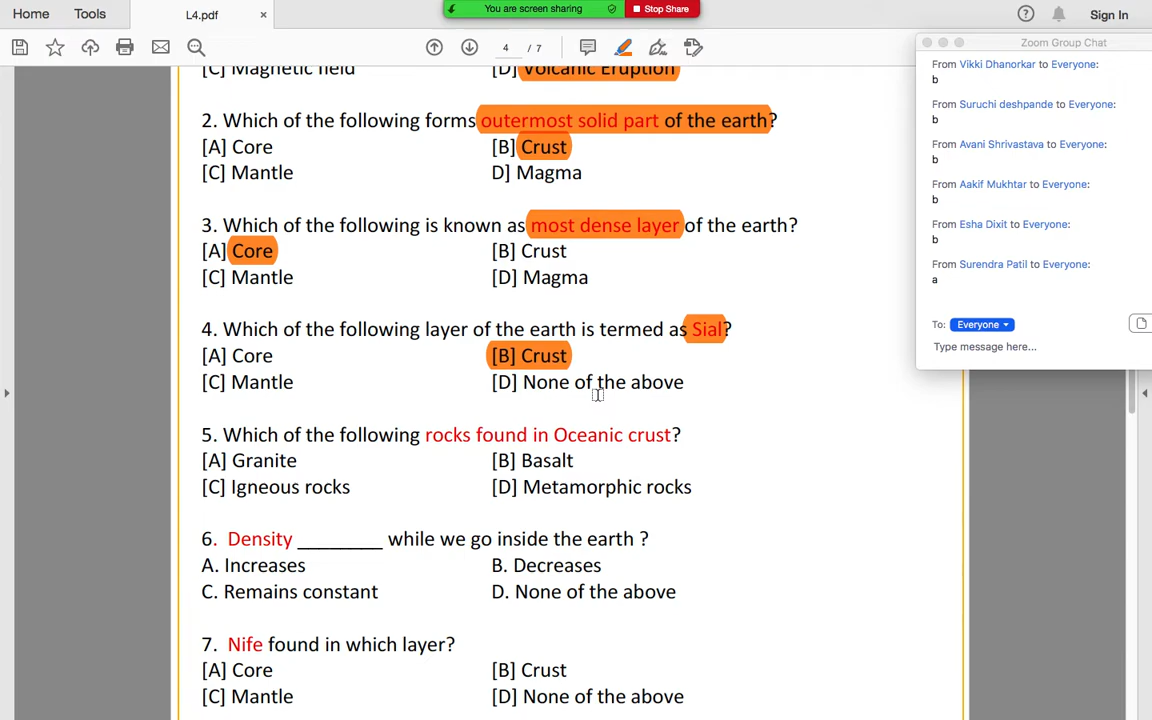 Home Tools L4.pdf × You are screen sharing Stop Share Sign In
4 / 7
Zoom Group Chat
[C] Magnetic field [D] Volcanic Eruption
2. Which of the following forms outermost solid part of the earth?
[A] Core [B] Crust
[C] Mantle D] Magma
3. Which of the following is known as most dense layer of the earth?
[A] Core [B] Crust
[C] Mantle [D] Magma
4. Which of the following layer of the earth is termed as Sial?
[A] Core [B] Crust
[C] Mantle [D] None of the above
5. Which of the following rocks found in Oceanic crust?
[A] Granite [B] Basalt
[C] Igneous rocks [D] Metamorphic rocks
6. Density ________ while we go inside the earth ?
A. Increases B. Decreases
C. Remains constant D. None of the above
7. Nife found in which layer?
[A] Core [B] Crust
[C] Mantle [D] None of the above
From Vikki Dhanorkar to Everyone:
b
From Suruchi deshpande to Everyone:
b
From Avani Shrivastava to Everyone:
b
From Aakif Mukhtar to Everyone:
b
From Esha Dixit to Everyone:
b
From Surendra Patil to Everyone:
a
To: Everyone
Type message here...